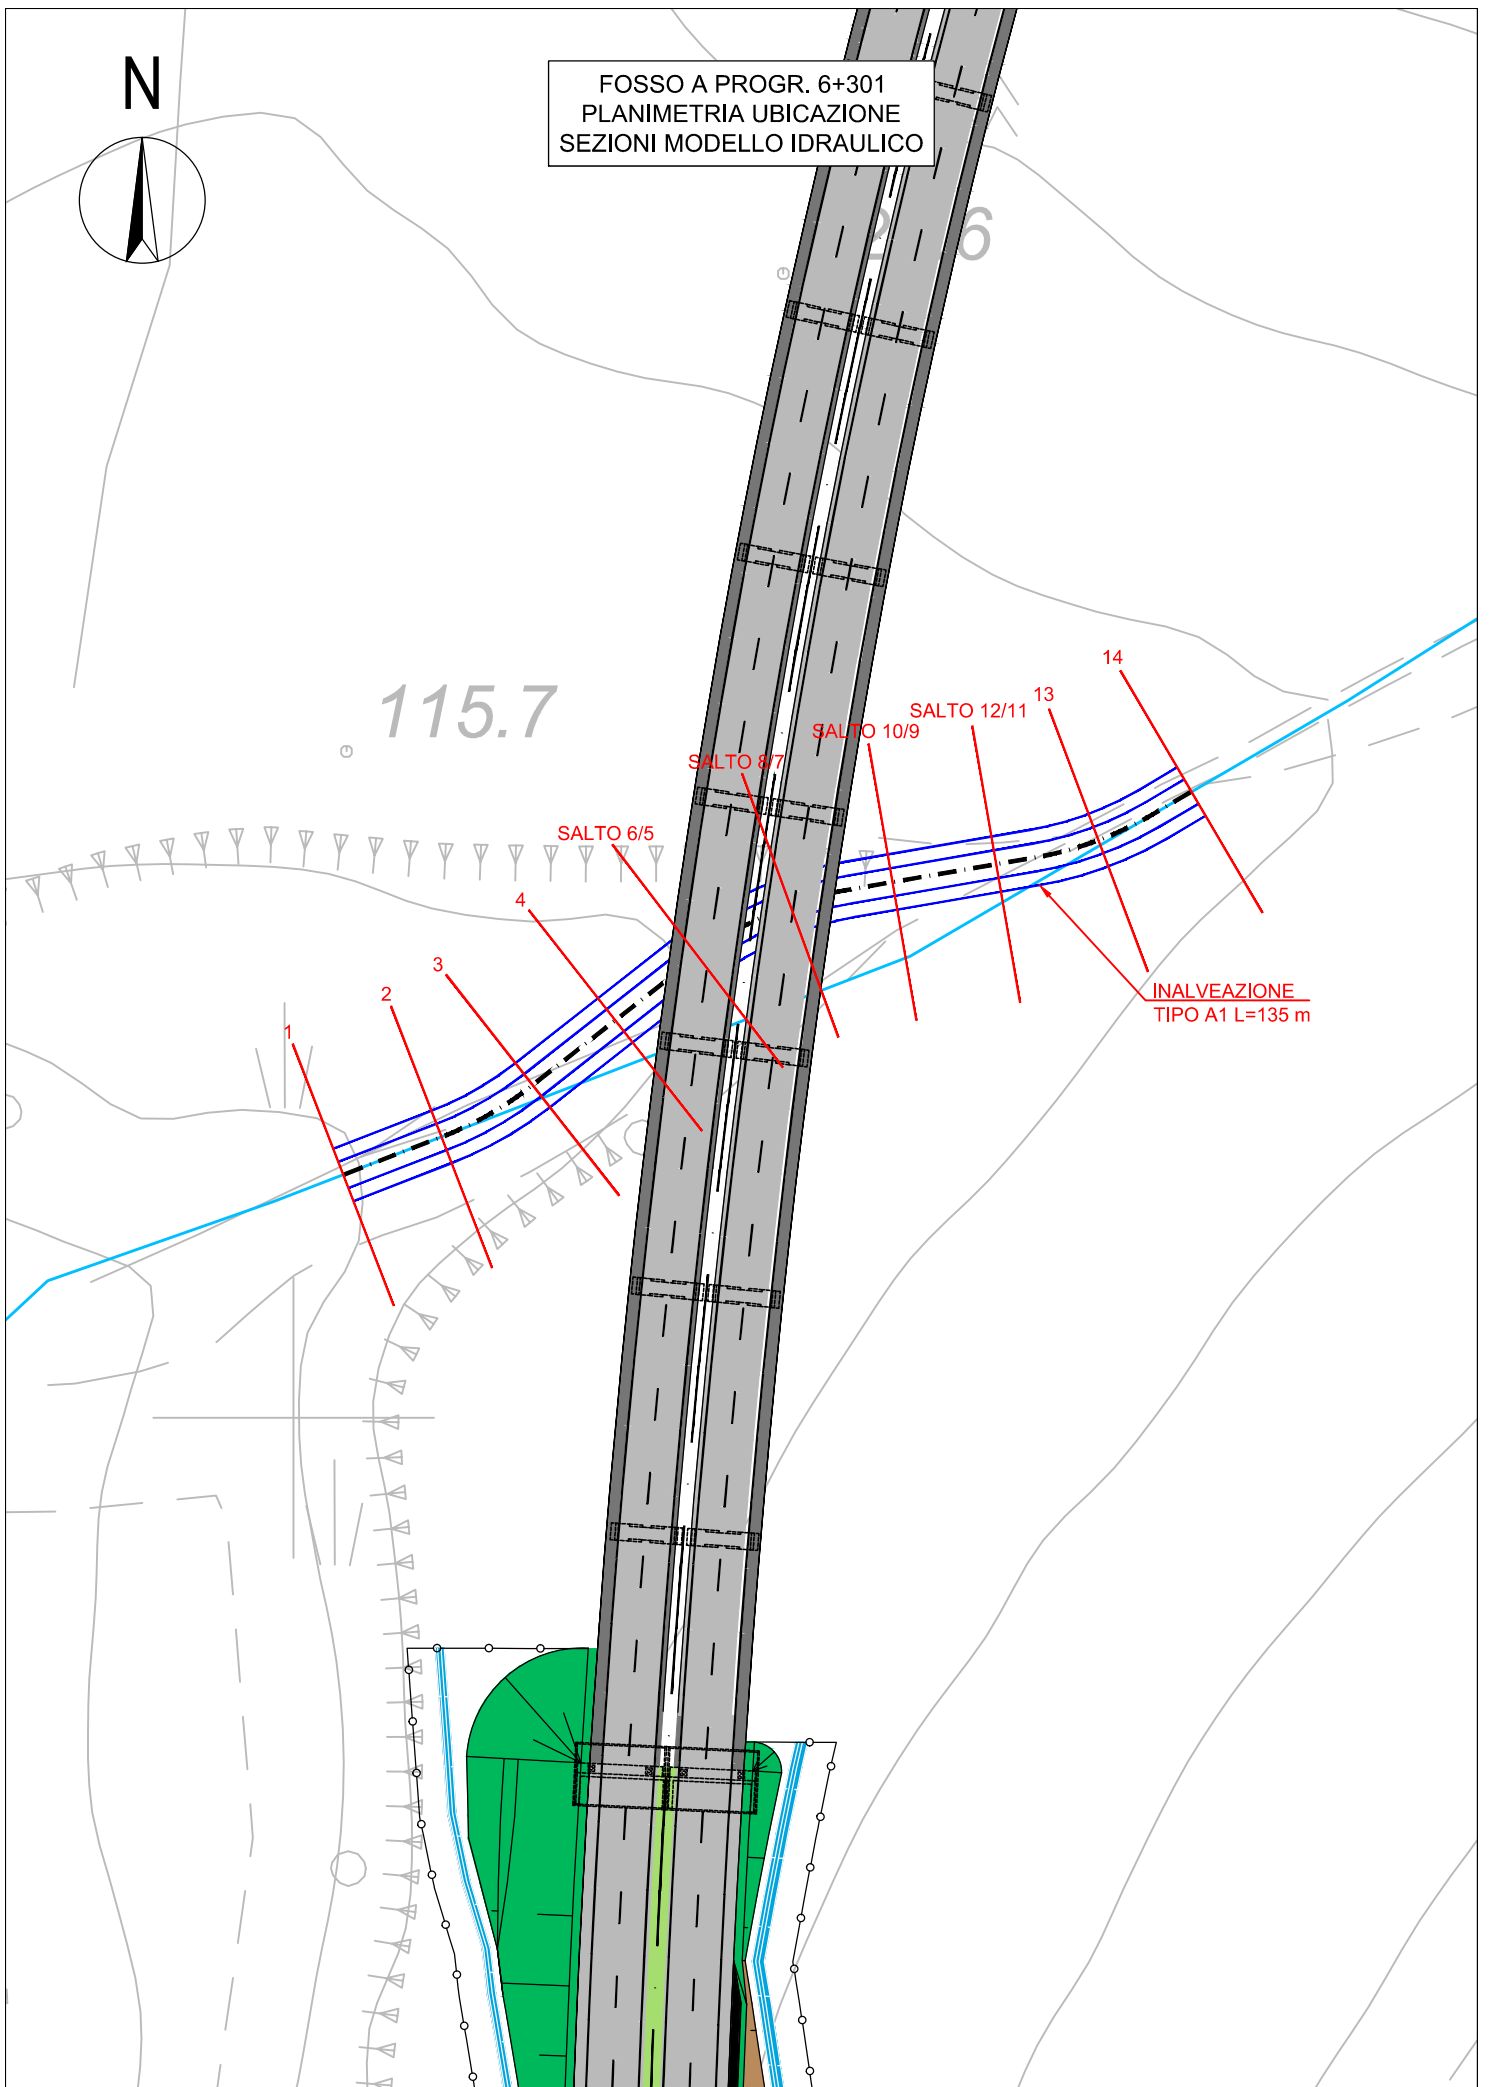 N
FOSSO A PROGR. 6+301
PLANIMETRIA UBICAZIONE
SEZIONI MODELLO IDRAULICO
6
115.7
14
13
SALTO 12/11
SALTO 10/9
SALTO 8/7
SALTO 6/5
4
3
2
1
INALVEAZIONE
TIPO A1 L=135 m